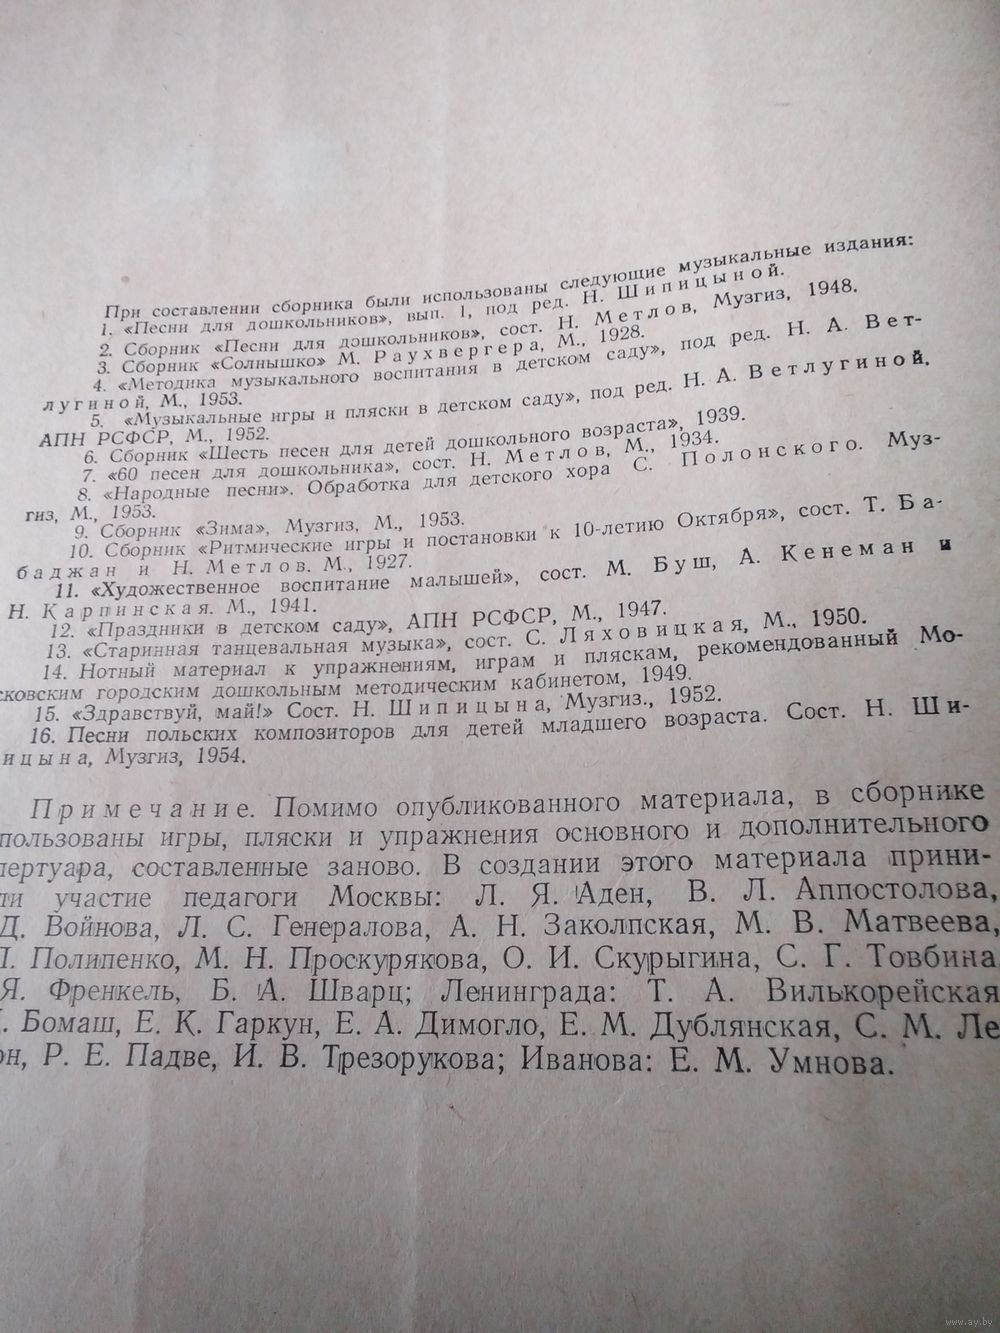 При составлении сборника были использованы следующие музыкальные издания:
1. «Песни для дошкольников», вып. 1, под ред. Н. Шипицыной.
2. Сборник «Песни для дошкольников», сост. Н. Метлов, Музгиз, 1948.
3. Сборник «Солнышко» М. Раухвергера, М., 1928.
4. «Методика музыкального воспитания в детском саду», под ред. Н. А. Вет-
лугиной, М., 1953.
5. «Музыкальные игры и пляски в детском саду», под ред. Н. А. Ветлугиной,
АПН РСФСР, М., 1952.
6. Сборник «Шесть песен для детей дошкольного возраста», 1939.
7. «60 песен для дошкольника», сост. Н. Метлов, М., 1934.
8. «Народные песни». Обработка для детского хора С. Полонского. Муз-
гиз, М., 1953.
9. Сборник «Зима», Музгиз, М., 1953.
10. Сборник «Ритмические игры и постановки к 10-летию Октября», сост. Т. Ба-
баджан и Н. Метлов. М., 1927.
11. «Художественное воспитание малышей», сост. М. Буш, А. Кенеман и
Н. Карпинская. М., 1941.
12. «Праздники в детском саду», АПН РСФСР, М., 1947.
13. «Старинная танцевальная музыка», сост. С. Ляховицкая, М., 1950.
14. Нотный материал к упражнениям, играм и пляскам, рекомендованный Мо-
сковским городским дошкольным методическим кабинетом, 1949.
15. «Здравствуй, май!» Сост. Н. Шипицына, Музгиз., 1952.
16. Песни польских композиторов для детей младшего возраста. Сост. Н. Ши-
ицына, Музгиз, 1954.
Примечание. Помимо опубликованного материала, в сборнике
пользованы игры, пляски и упражнения основного и дополнительного
пертуара, составленные заново. В создании этого материала прини-
ли участие педагоги Москвы: Л. Я. Аден, В. Л. Аппостолова,
Д. Войнова, Л. С. Генералова, А. Н. Заколпская, М. В. Матвеева,
Полипенко, М. Н. Проскурякова, О. И. Скурыгина, С. Г. Товбина
Я. Френкель, Б. А. Шварц; Ленинграда: Т. А. Вилькорейская
Бомаш, Е. К. Гаркун, Е. А. Димогло, Е. М. Дублянская, С. М. Ле
он, Р. Е. Падве, И. В. Трезорукова; Иванова: Е. М. Умнова.
www.ay.by